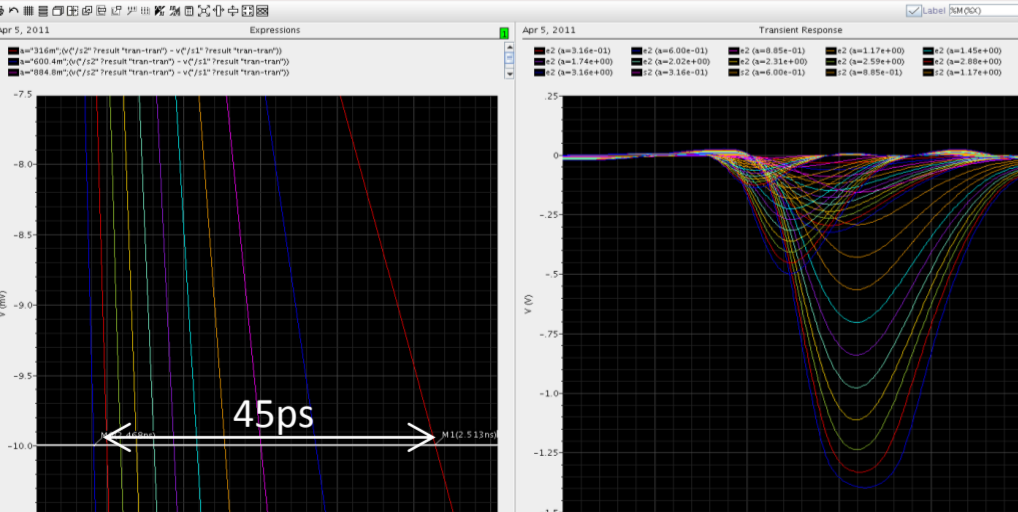 Label %M (%X)
Apr 5, 2011 Expressions 1
a="316m";(v("/s2" ?result "tran-tran") - v("/s1" ?result "tran-tran"))
a="600.4m";(v("/s2" ?result "tran-tran") - v("/s1" ?result "tran-tran"))
a="884.8m";(v("/s2" ?result "tran-tran") - v("/s1" ?result "tran-tran"))
-7.5
-8.0
-8.5
-9.0
-9.5
-10.0
V (mV)
45ps
M1(2.513ns)
Apr 5, 2011 Transient Response
e2 (a=3.16e-01) e2 (a=6.00e-01) e2 (a=8.85e-01) e2 (a=1.17e+00) e2 (a=1.45e+00)
e2 (a=1.74e+00) e2 (a=2.02e+00) e2 (a=2.31e+00) e2 (a=2.59e+00) e2 (a=2.88e+00)
e2 (a=3.16e+00) s2 (a=3.16e-01) s2 (a=6.00e-01) s2 (a=8.85e-01) s2 (a=1.17e+00)
.25
0
-.25
-.5
-.75
-1.0
-1.25
-1.5
V (V)